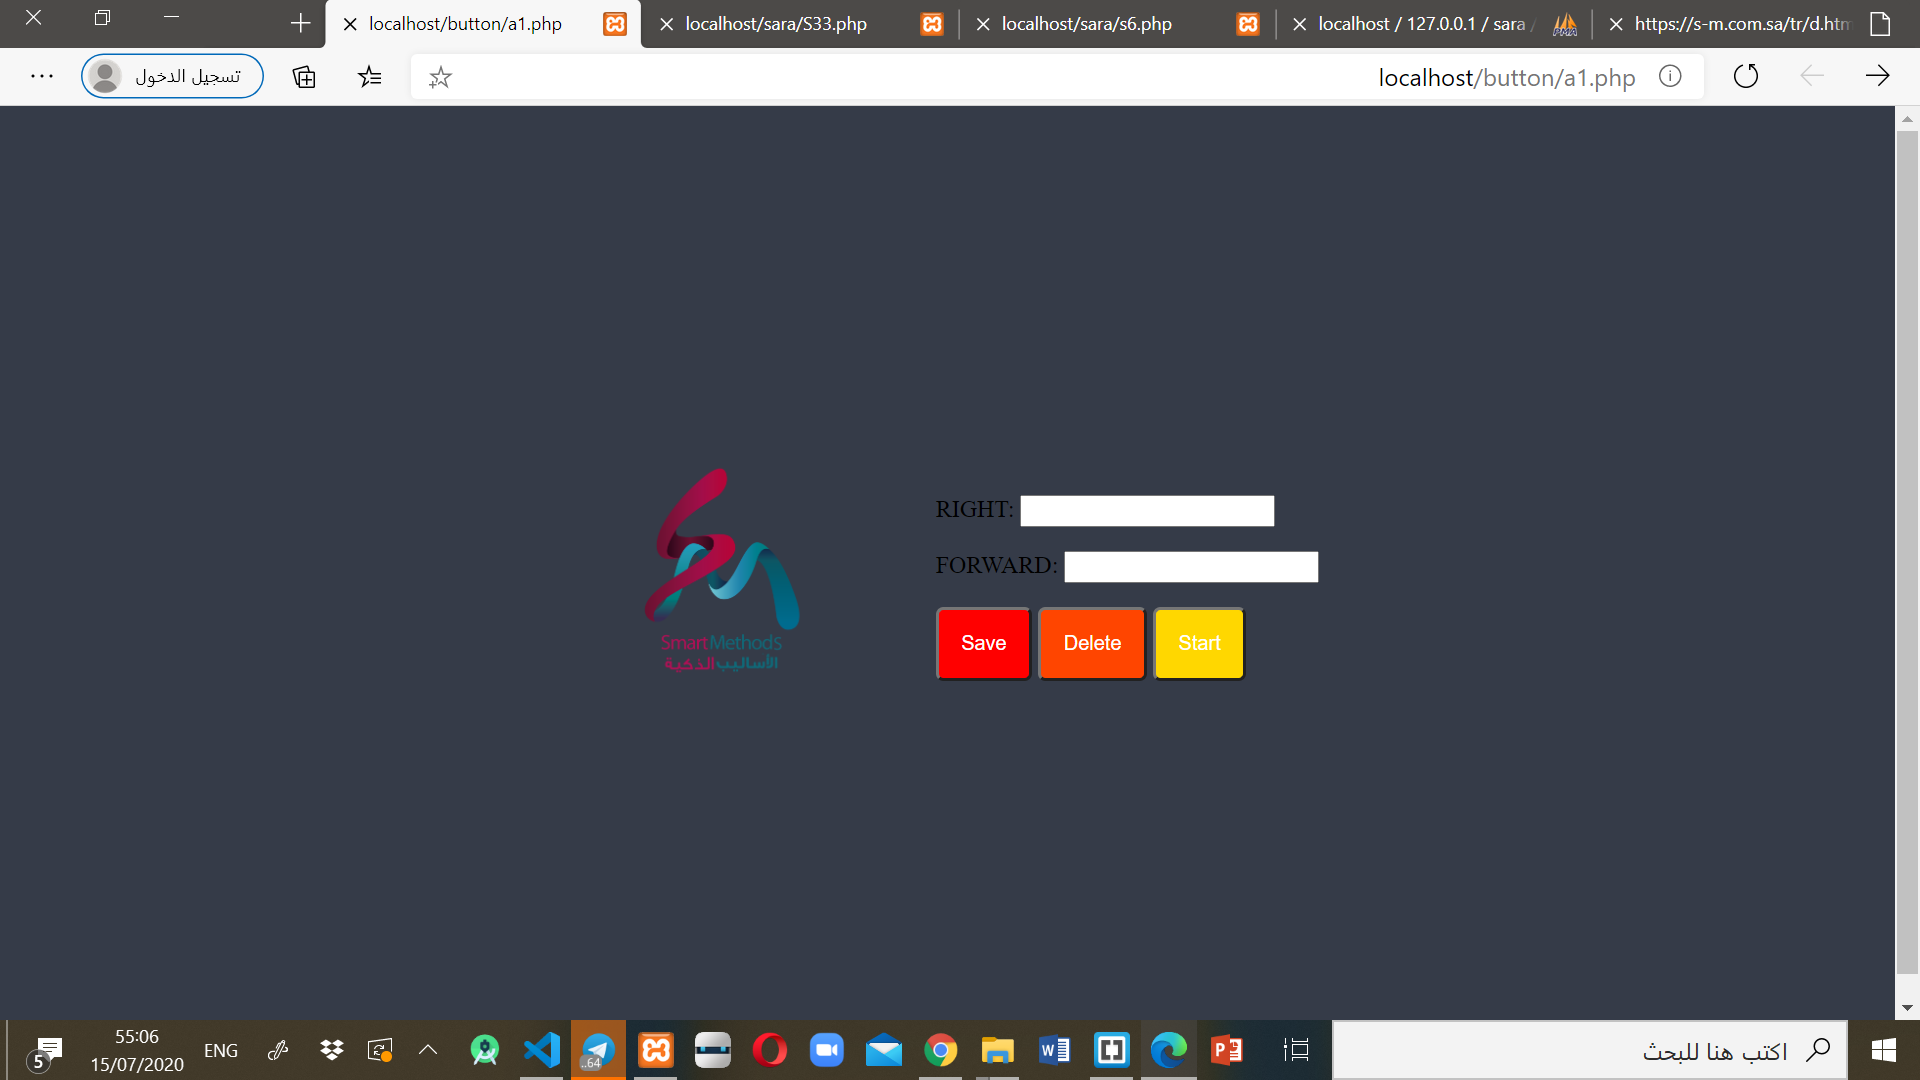 localhost/button/a1.php
localhost/sara/S33.php
localhost/sara/s6.php
localhost / 127.0.0.1 / sara /
https://s-m.com.sa/tr/d.htm
تسجيل الدخول
localhost/button/a1.php
RIGHT:
FORWARD:
Save
Delete
Start
SmartMethods
الأساليب الذكية
5
55:06
15/07/2020
ENG
..64
اكتب هنا للبحث